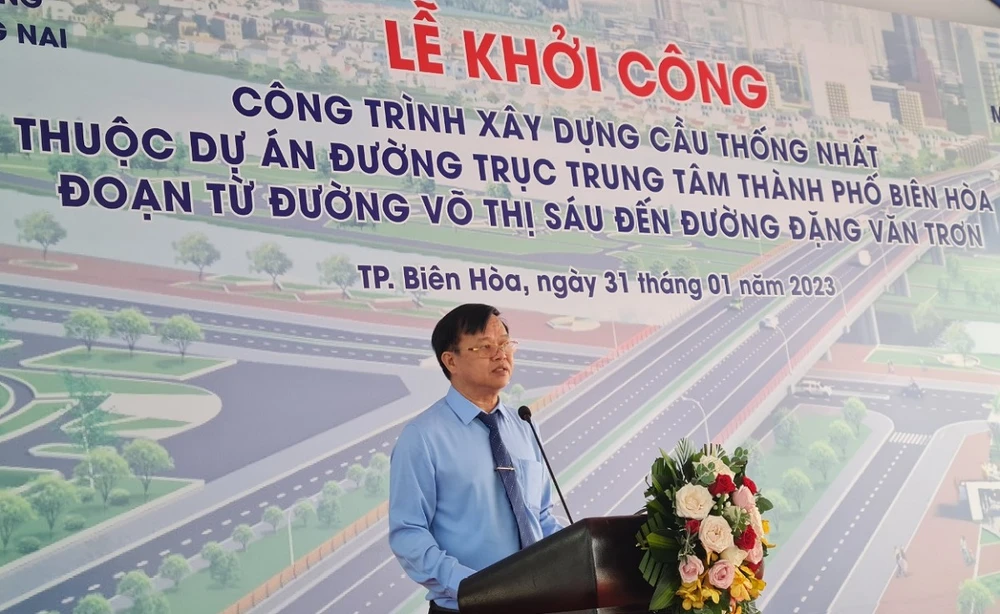 NAI
LỄ KHỞI CÔNG
CÔNG TRÌNH XÂY DỰNG CẦU THỐNG NHẤT
THUỘC DỰ ÁN ĐƯỜNG TRỤC TRUNG TÂM THÀNH PHỐ BIÊN HÒA
ĐOẠN TỪ ĐƯỜNG VÕ THỊ SÁU ĐẾN ĐƯỜNG ĐẶNG VĂN TRƠN
TP. Biên Hòa, ngày 31 tháng 01 năm 2023